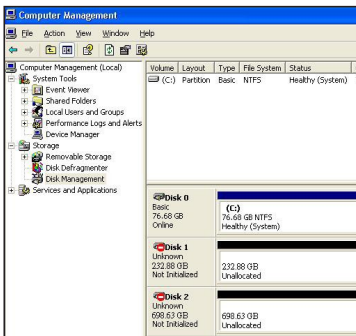 Computer Management
File Action View Window Help
Computer Management (Local)
System Tools
Event Viewer
Shared Folders
Local Users and Groups
Performance Logs and Alerts
Device Manager
Storage
Removable Storage
Disk Defragmenter
Disk Management
Services and Applications
Volume Layout Type File System Status
(C:) Partition Basic NTFS Healthy (System)
Disk 0
Basic
76.68 GB
Online
(C:)
76.68 GB NTFS
Healthy (System)
Disk 1
Unknown
232.88 GB
Not Initialized
232.88 GB
Unallocated
Disk 2
Unknown
698.63 GB
Not Initialized
698.63 GB
Unallocated